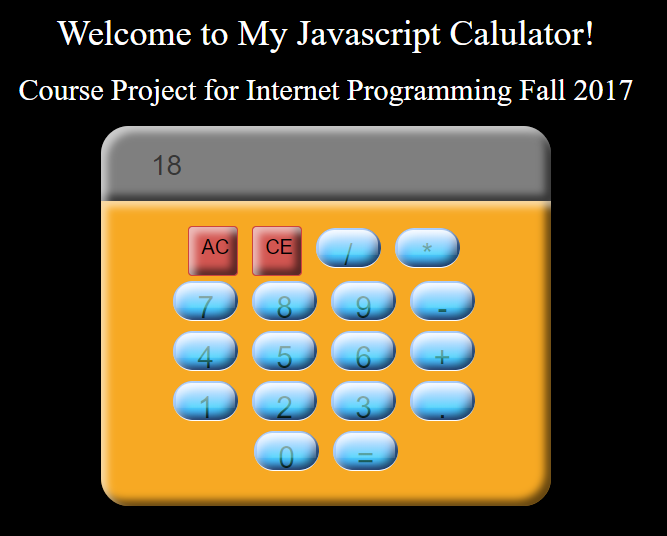 Welcome to My Javascript Calulator!
Course Project for Internet Programming Fall 2017
18
AC CE / *
7 8 9 -
4 5 6 +
1 2 3 .
0 =